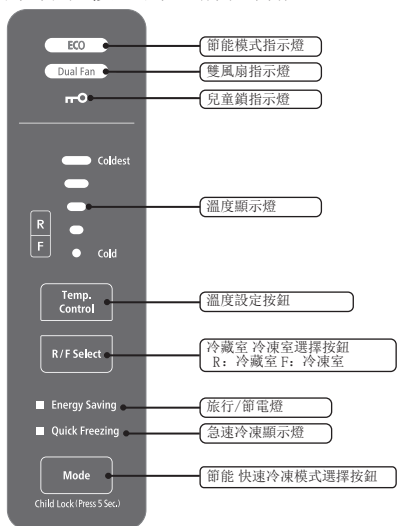 ECO 節能模式指示燈
Dual Fan 雙風扇指示燈
兒童鎖指示燈
Coldest
溫度顯示燈
R
F
Cold
Temp.
Control
溫度設定按鈕
R / F Select
冷藏室 冷凍室選擇按鈕
R：冷藏室 F：冷凍室
Energy Saving 旅行/節電燈
Quick Freezing 急速冷凍顯示燈
Mode 節能 快速冷凍模式選擇按鈕
Child Lock (Press 5 Sec.)